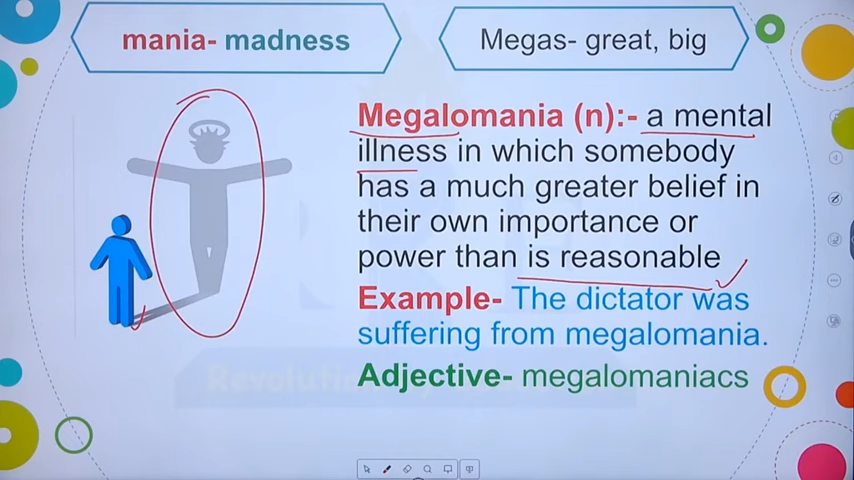 mania- madness
Megas- great, big
Megalomania (n):- a mental
illness in which somebody
has a much greater belief in
their own importance or
power than is reasonable
Example- The dictator was
suffering from megalomania.
Adjective- megalomaniacs